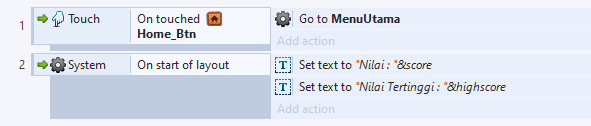 1 Touch On touched Home_Btn Go to MenuUtama
Add action
2 System On start of layout T Set text to "Nilai : "&score
T Set text to "Nilai Tertinggi : "&highscore
Add action